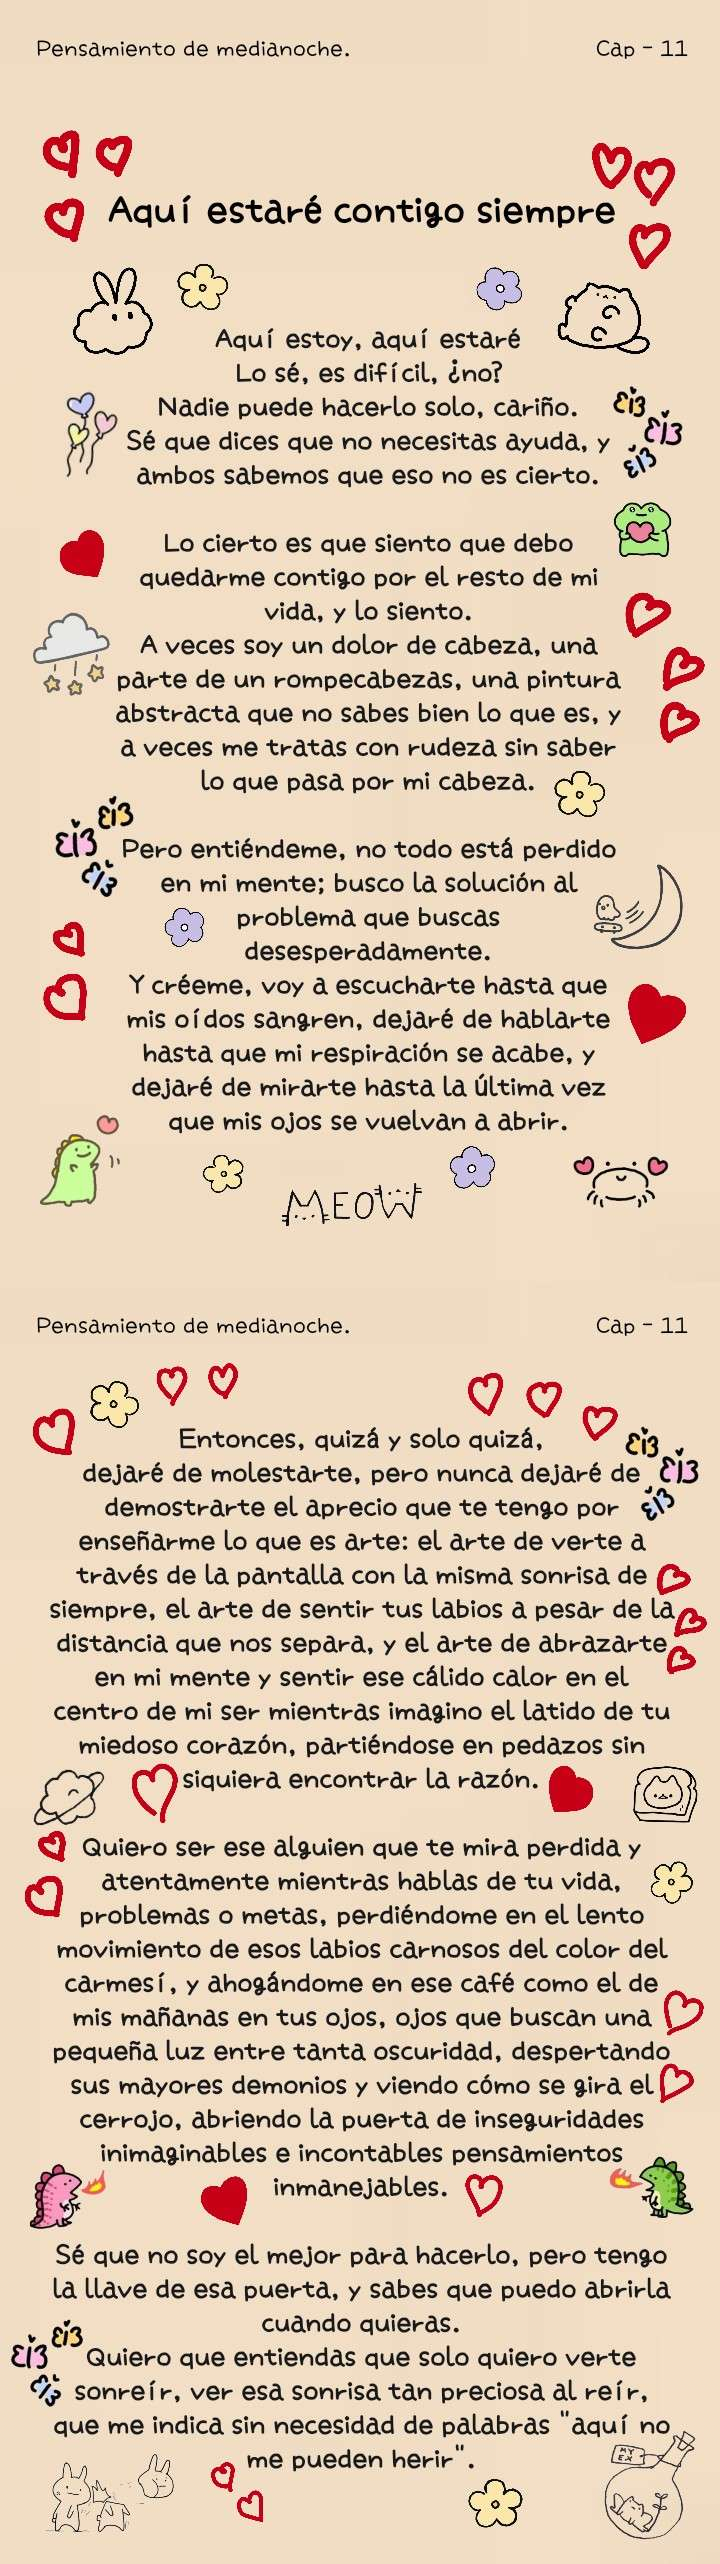 Pensamiento de medianoche.
Cap - 11
Aquí estaré contigo siempre
Aquí estoy, aquí estaré
Lo sé, es difícil, ¿no?
Nadie puede hacerlo solo, cariño.
Sé que dices que no necesitas ayuda, y
ambos sabemos que eso no es cierto.
Lo cierto es que siento que debo
quedarme contigo por el resto de mi
vida, y lo siento.
A veces soy un dolor de cabeza, una
parte de un rompecabezas, una pintura
abstracta que no sabes bien lo que es, y
a veces me tratas con rudeza sin saber
lo que pasa por mi cabeza.
Pero entiéndeme, no todo está perdido
en mi mente; busco la solución al
problema que buscas
desesperadamente.
Y créeme, voy a escucharte hasta que
mis oídos sangren, dejaré de hablarte
hasta que mi respiración se acabe, y
dejaré de mirarte hasta la última vez
que mis ojos se vuelvan a abrir.
MEOW
Pensamiento de medianoche.
Cap - 11
Entonces, quizá y solo quizá,
dejaré de molestarte, pero nunca dejaré de
demostrarte el aprecio que te tengo por
enseñarme lo que es arte: el arte de verte a
través de la pantalla con la misma sonrisa de
siempre, el arte de sentir tus labios a pesar de la
distancia que nos separa, y el arte de abrazarte
en mi mente y sentir ese cálido calor en el
centro de mi ser mientras imagino el latido de tu
miedoso corazón, partiéndose en pedazos sin
siquiera encontrar la razón.
Quiero ser ese alguien que te mira perdida y
atentamente mientras hablas de tu vida,
problemas o metas, perdiéndome en el lento
movimiento de esos labios carnosos del color del
carmesí, y ahogándome en ese café como el de
mis mañanas en tus ojos, ojos que buscan una
pequeña luz entre tanta oscuridad, despertando
sus mayores demonios y viendo cómo se gira el
cerrojo, abriendo la puerta de inseguridades
inimaginables e incontables pensamientos
inmanejables.
Sé que no soy el mejor para hacerlo, pero tengo
la llave de esa puerta, y sabes que puedo abrirla
cuando quieras.
Quiero que entiendas que solo quiero verte
sonreír, ver esa sonrisa tan preciosa al reír,
que me indica sin necesidad de palabras "aquí no
me pueden herir".
MY
EX